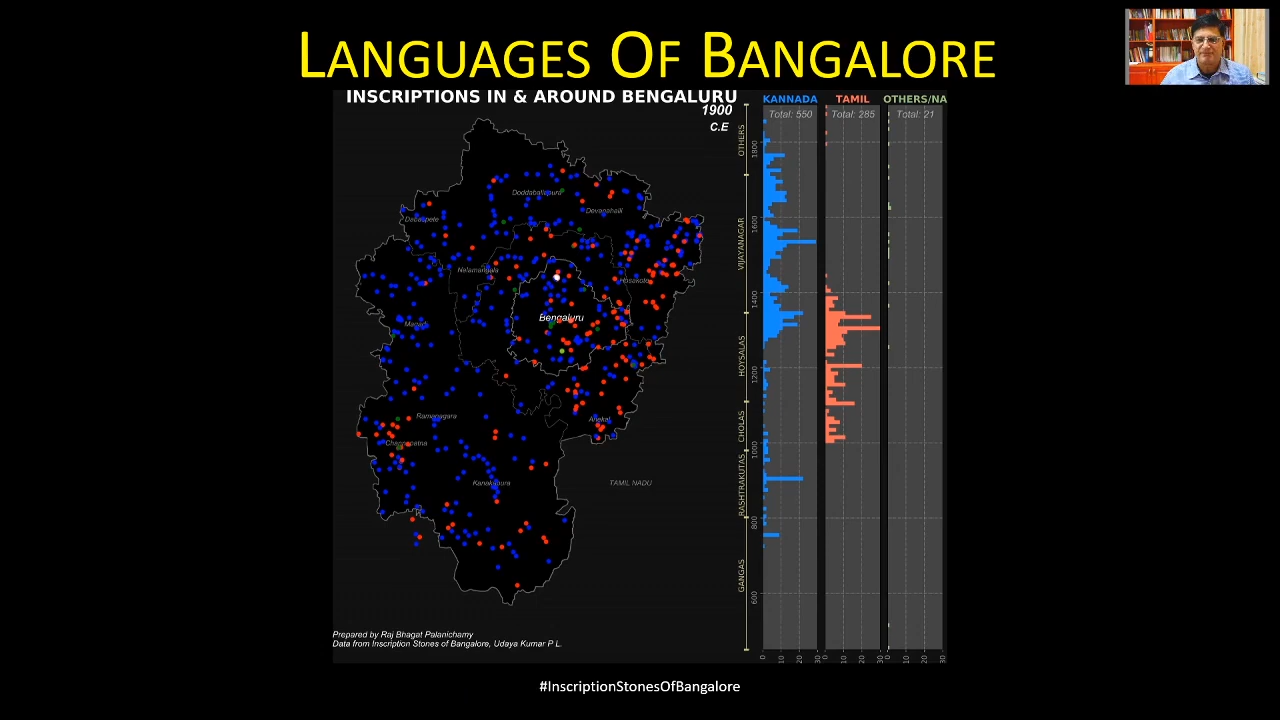 LANGUAGES OF BANGALORE
INSCRIPTIONS IN & AROUND BENGALURU
1900
C.E
KANNADA TAMIL OTHERS/NA
Total: 550 Total: 285 Total: 21
OTHERS
VIJAYANAGAR
HOYSALAS
CHOLAS
RASHTRAKUTAS
GANGAS
1800
1600
1400
1200
1000
800
600
0 10 20 30 0 10 20 30 0 10 20 30
Doddaballapura
Devanahalli
Nelamangala
Hosakote
Bengaluru
Magadi
Ramanagara
Channapatna
Anekal
Kanakapura
TAMIL NADU
Prepared by Raj Bhagat Palanichamy
Data from Inscription Stones of Bangalore, Udaya Kumar P L.
#InscriptionStonesOfBangalore